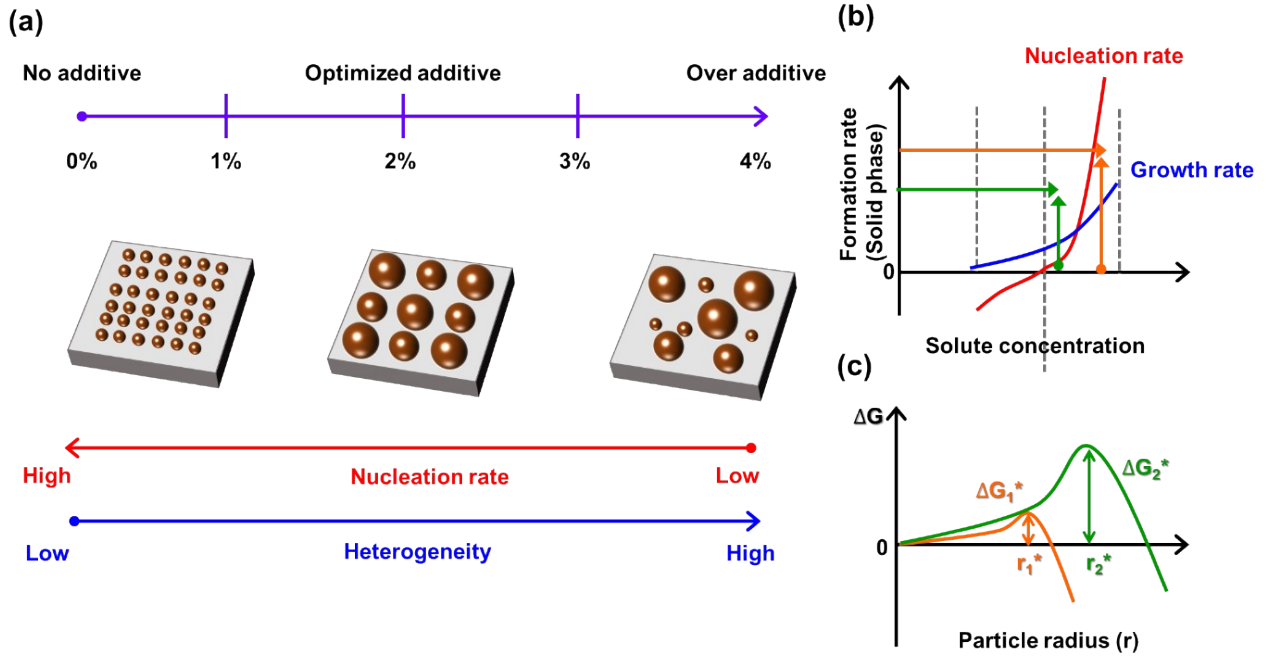 (a)
No additive
Optimized additive
Over additive
0%
1%
2%
3%
4%
High
Nucleation rate
Low
Low
Heterogeneity
High
(b)
Nucleation rate
Growth rate
Formation rate
(Solid phase)
0
Solute concentration
(c)
ΔG
ΔG₁*
ΔG₂*
0
r₁*
r₂*
Particle radius (r)